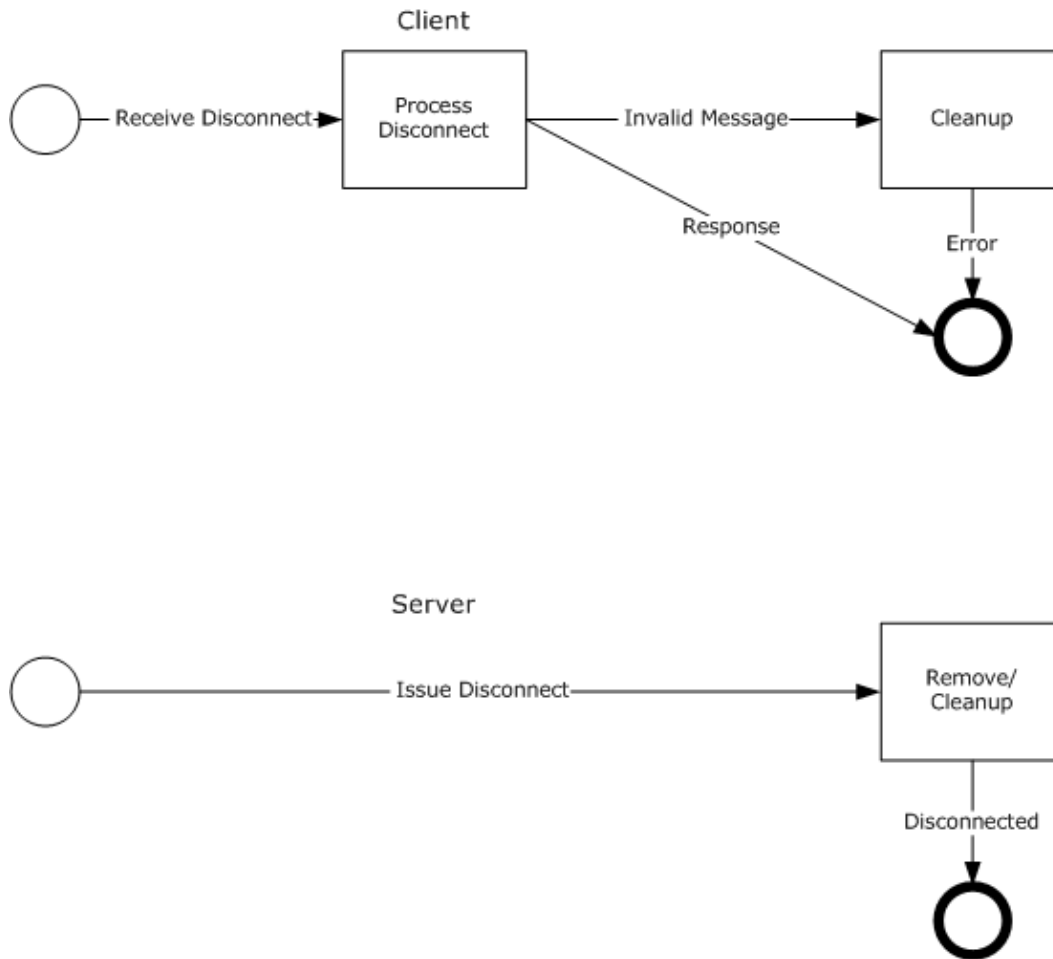 Client
Receive Disconnect
Process
Disconnect
Invalid Message
Cleanup
Response
Error
Server
Issue Disconnect
Remove/
Cleanup
Disconnected